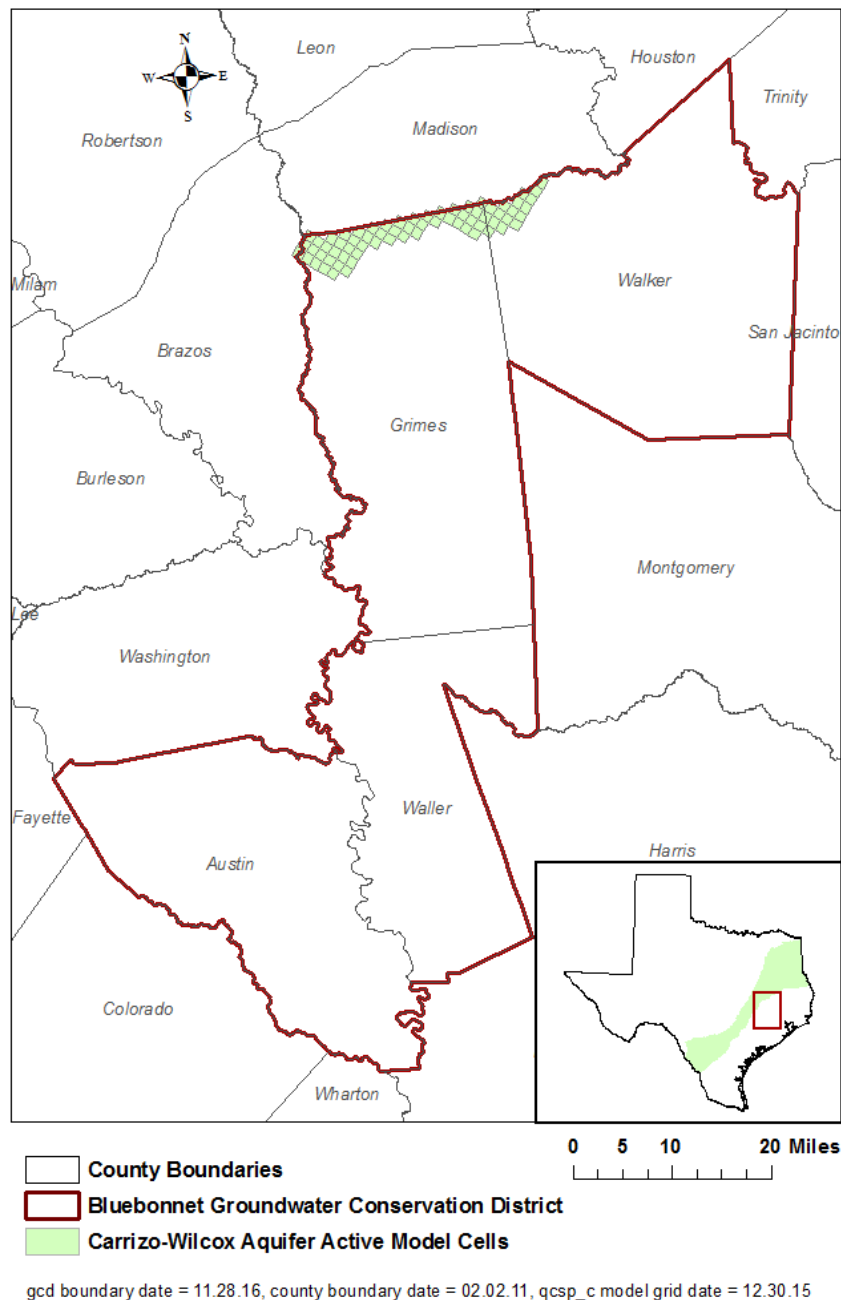 Leon
Houston
N
W E
S
Trinity
Madison
Robertson
Walker
Milam
San Jacinto
Brazos
Grimes
Burleson
Montgomery
Lee
Washington
Waller
Fayette
Harris
Austin
Colorado
Wharton
0 5 10 20 Miles
County Boundaries
Bluebonnet Groundwater Conservation District
Carrizo-Wilcox Aquifer Active Model Cells
gcd boundary date = 11.28.16, county boundary date = 02.02.11, qcsp_c model grid date = 12.30.15